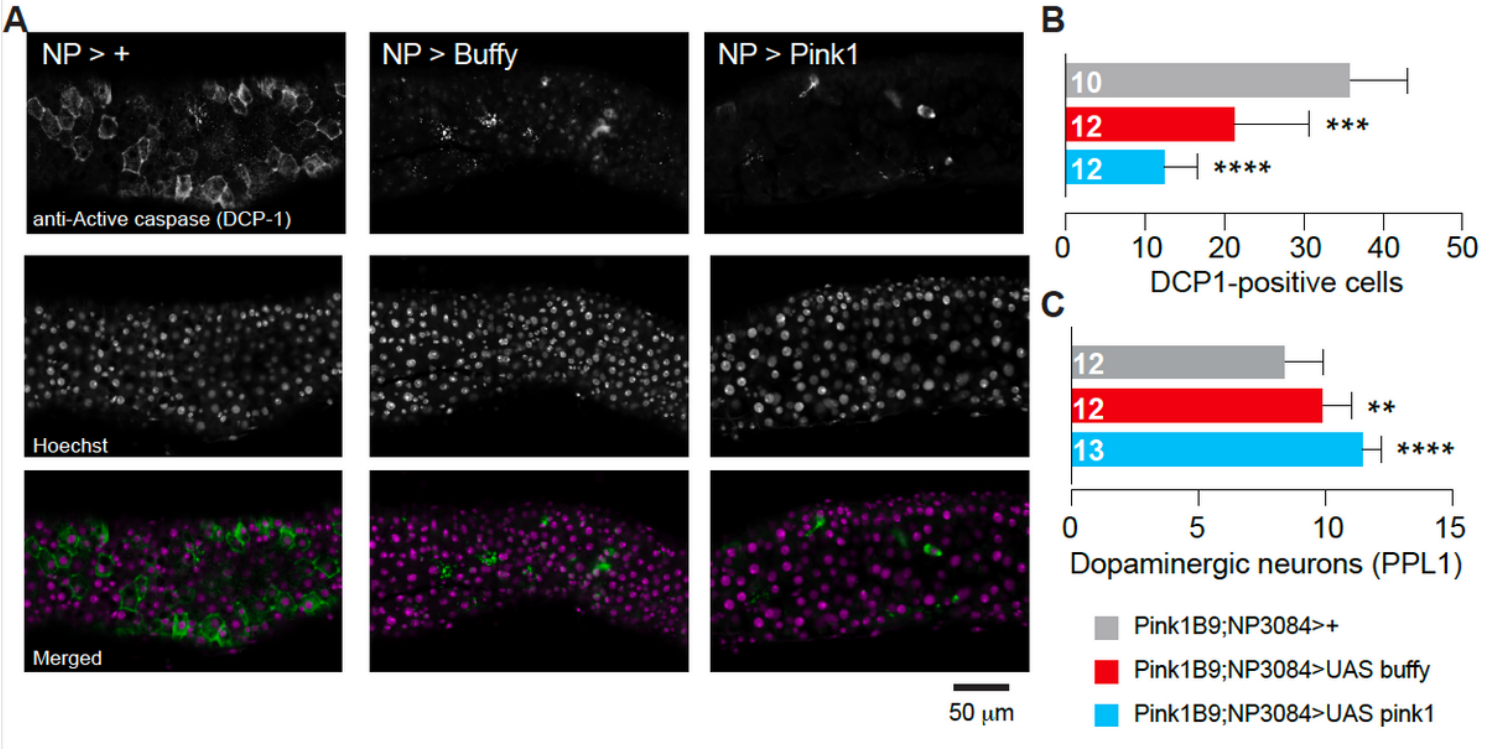 A
NP > +
NP > Buffy
NP > Pink1
anti-Active caspase (DCP-1)
Hoechst
Merged
50 μm
B
10
12
***
12
****
0 10 20 30 40 50
DCP1-positive cells
C
12
12
**
13
****
0 5 10 15
Dopaminergic neurons (PPL1)
Pink1B9;NP3084>+
Pink1B9;NP3084>UAS buffy
Pink1B9;NP3084>UAS pink1